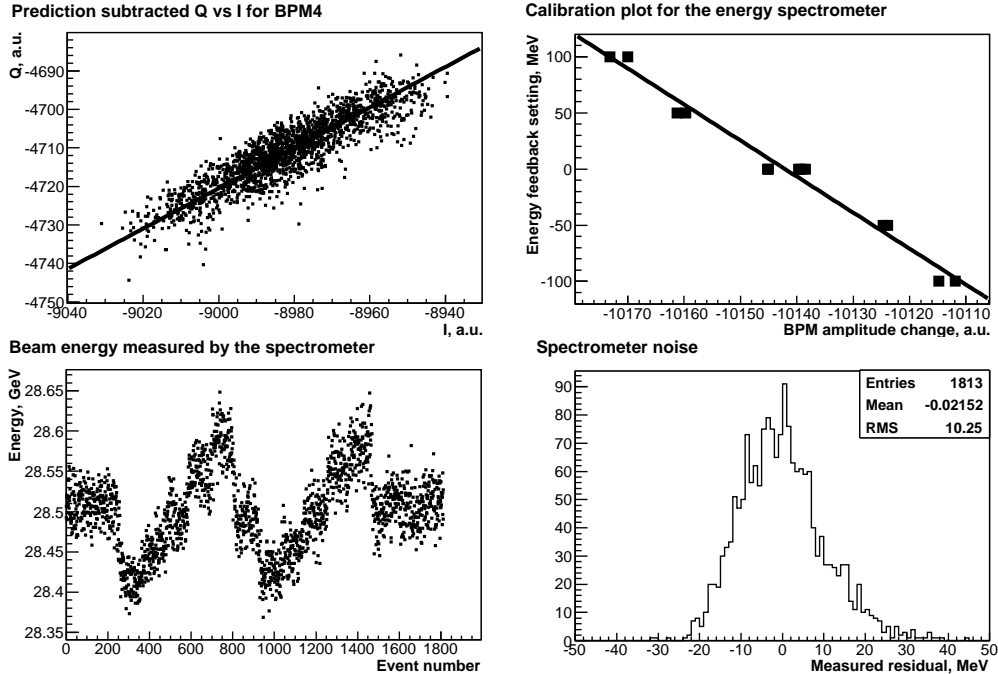 Prediction subtracted Q vs I for BPM4
Q, a.u.
-4690
-4700
-4710
-4720
-4730
-4740
-4750
-9040 -9020 -9000 -8980 -8960 -8940
I, a.u.
Calibration plot for the energy spectrometer
Energy feedback setting, MeV
100
50
0
-50
-100
-10170 -10160 -10150 -10140 -10130 -10120 -10110
BPM amplitude change, a.u.
Beam energy measured by the spectrometer
Energy, GeV
28.65
28.6
28.55
28.5
28.45
28.4
28.35
0 200 400 600 800 1000 1200 1400 1600 1800
Event number
Spectrometer noise
Entries 1813
Mean -0.02152
RMS 10.25
90
80
70
60
50
40
30
20
10
0
-50 -40 -30 -20 -10 0 10 20 30 40 50
Measured residual, MeV